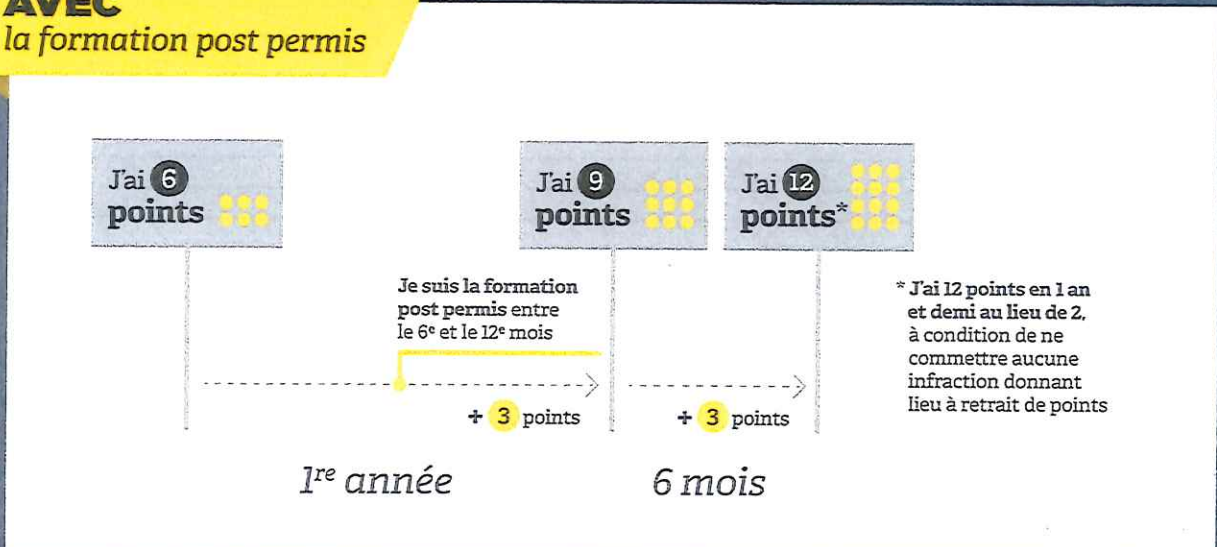 AVEC
la formation post permis
J'ai 6
points
J'ai 9
points
J'ai 12
points*
Je suis la formation
post permis entre
le 6e et le 12e mois
* J'ai 12 points en 1 an
et demi au lieu de 2,
à condition de ne
commettre aucune
infraction donnant
lieu à retrait de points
+ 3 points
+ 3 points
1re année
6 mois